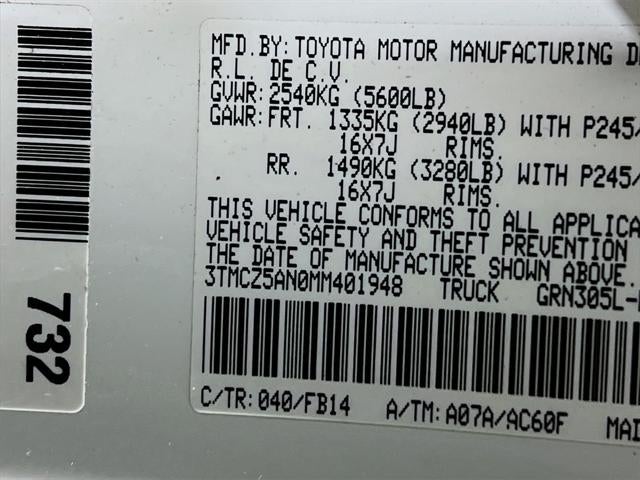 MFD.BY:TOYOTA MOTOR MANUFACTURING
R.L. DE C.V.
GVWR:2540KG (5600LB)
GAWR:FRT. 1335KG (2940LB) WITH P245/
16X7J RIMS.
RR. 1490KG (3280LB) WITH P245/
16X7J RIMS.
THIS VEHICLE CONFORMS TO ALL
VEHICLE SAFETY AND THEFT PREVENTION
THE DATE OF MANUFACTURE SHOWN ABOVE.
3TMCZ5AN0MM401948 TRUCK GRN305L-
C/TR:040/FB14 A/TM:A07A/AC60F
732